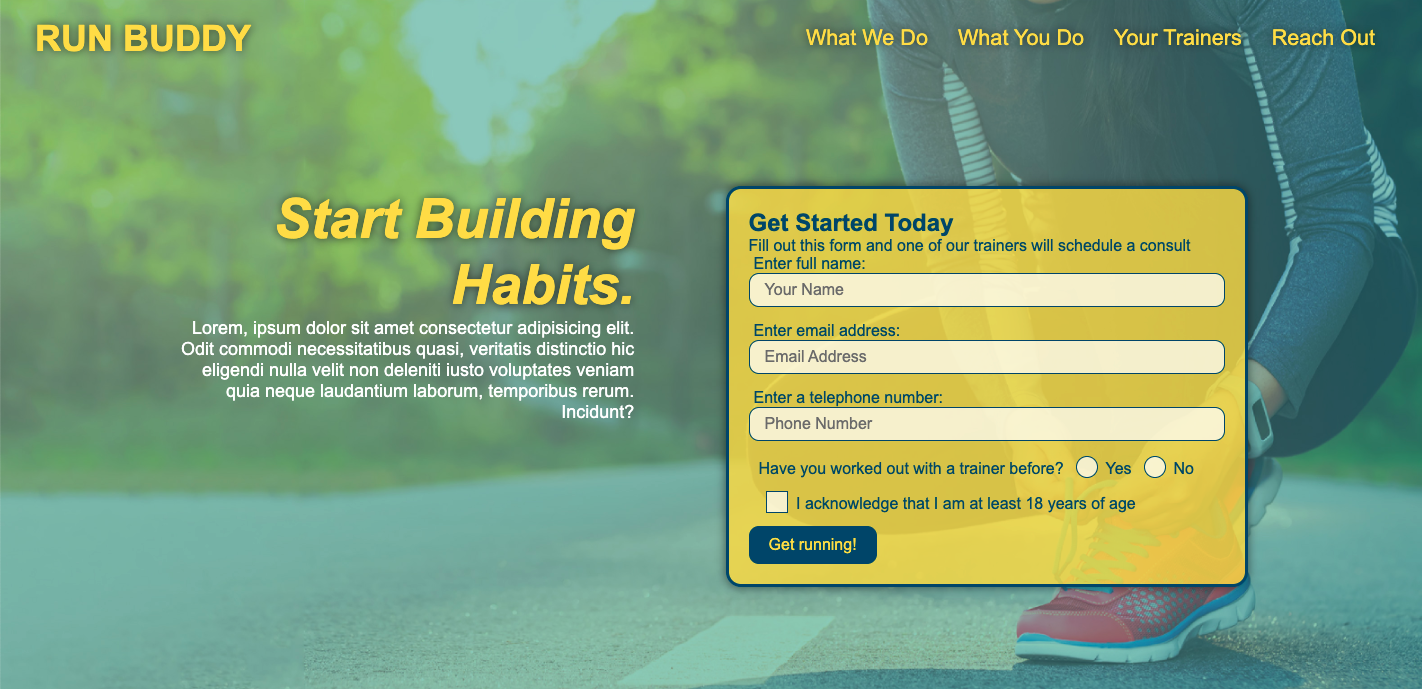 RUN BUDDY
What We Do
What You Do
Your Trainers
Reach Out
Start Building
Habits.
Lorem, ipsum dolor sit amet consectetur adipisicing elit.
Odit commodi necessitatibus quasi, veritatis distinctio hic
eligendi nulla velit non deleniti iusto voluptates veniam
quia neque laudantium laborum, temporibus rerum.
Incidunt?
Get Started Today
Fill out this form and one of our trainers will schedule a consult
Enter full name:
Your Name
Enter email address:
Email Address
Enter a telephone number:
Phone Number
Have you worked out with a trainer before? Yes No
I acknowledge that I am at least 18 years of age
Get running!